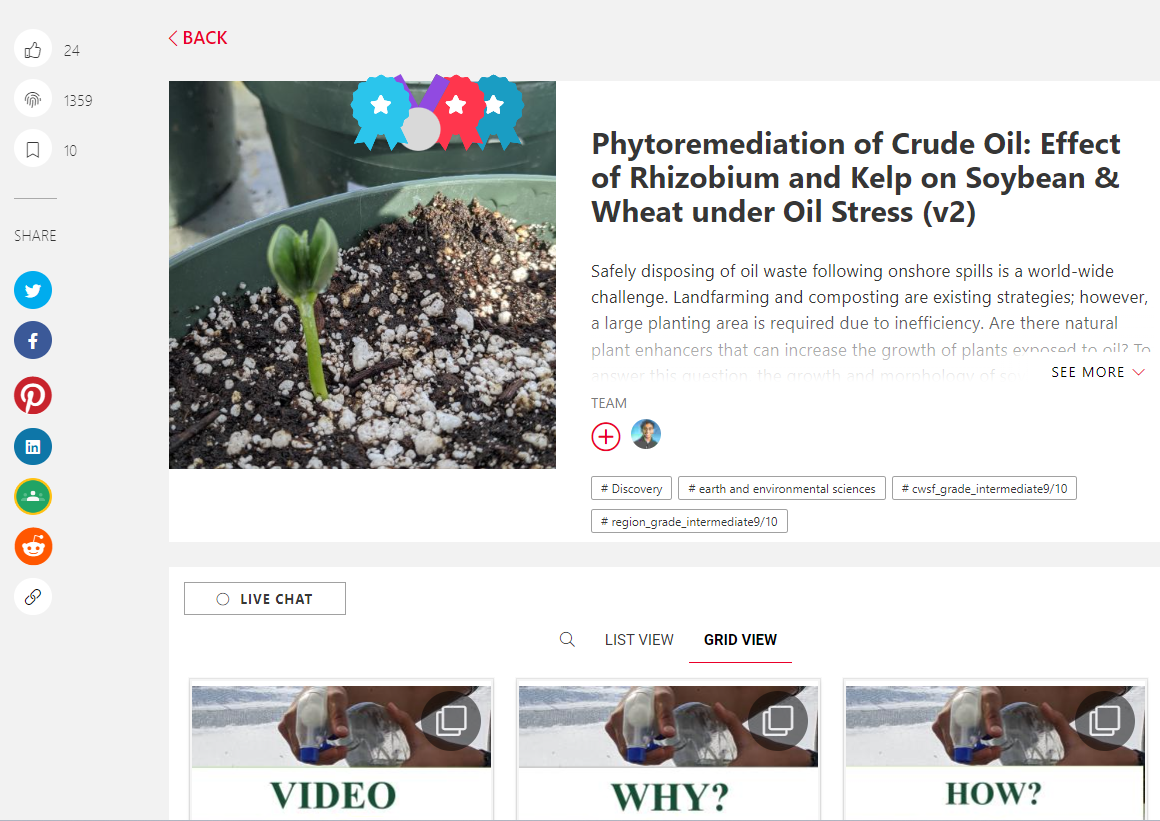 24
1359
10
SHARE
BACK
Phytoremediation of Crude Oil: Effect
of Rhizobium and Kelp on Soybean &
Wheat under Oil Stress (v2)
Safely disposing of oil waste following onshore spills is a world-wide
challenge. Landfarming and composting are existing strategies; however,
a large planting area is required due to inefficiency. Are there natural
plant enhancers that can increase the growth of plants exposed to oil? To
answer this question, the growth and morphology of
SEE MORE
TEAM
# Discovery
# earth and environmental sciences
# cwsf_grade_intermediate9/10
# region_grade_intermediate9/10
LIVE CHAT
LIST VIEW
GRID VIEW
VIDEO
WHY?
HOW?